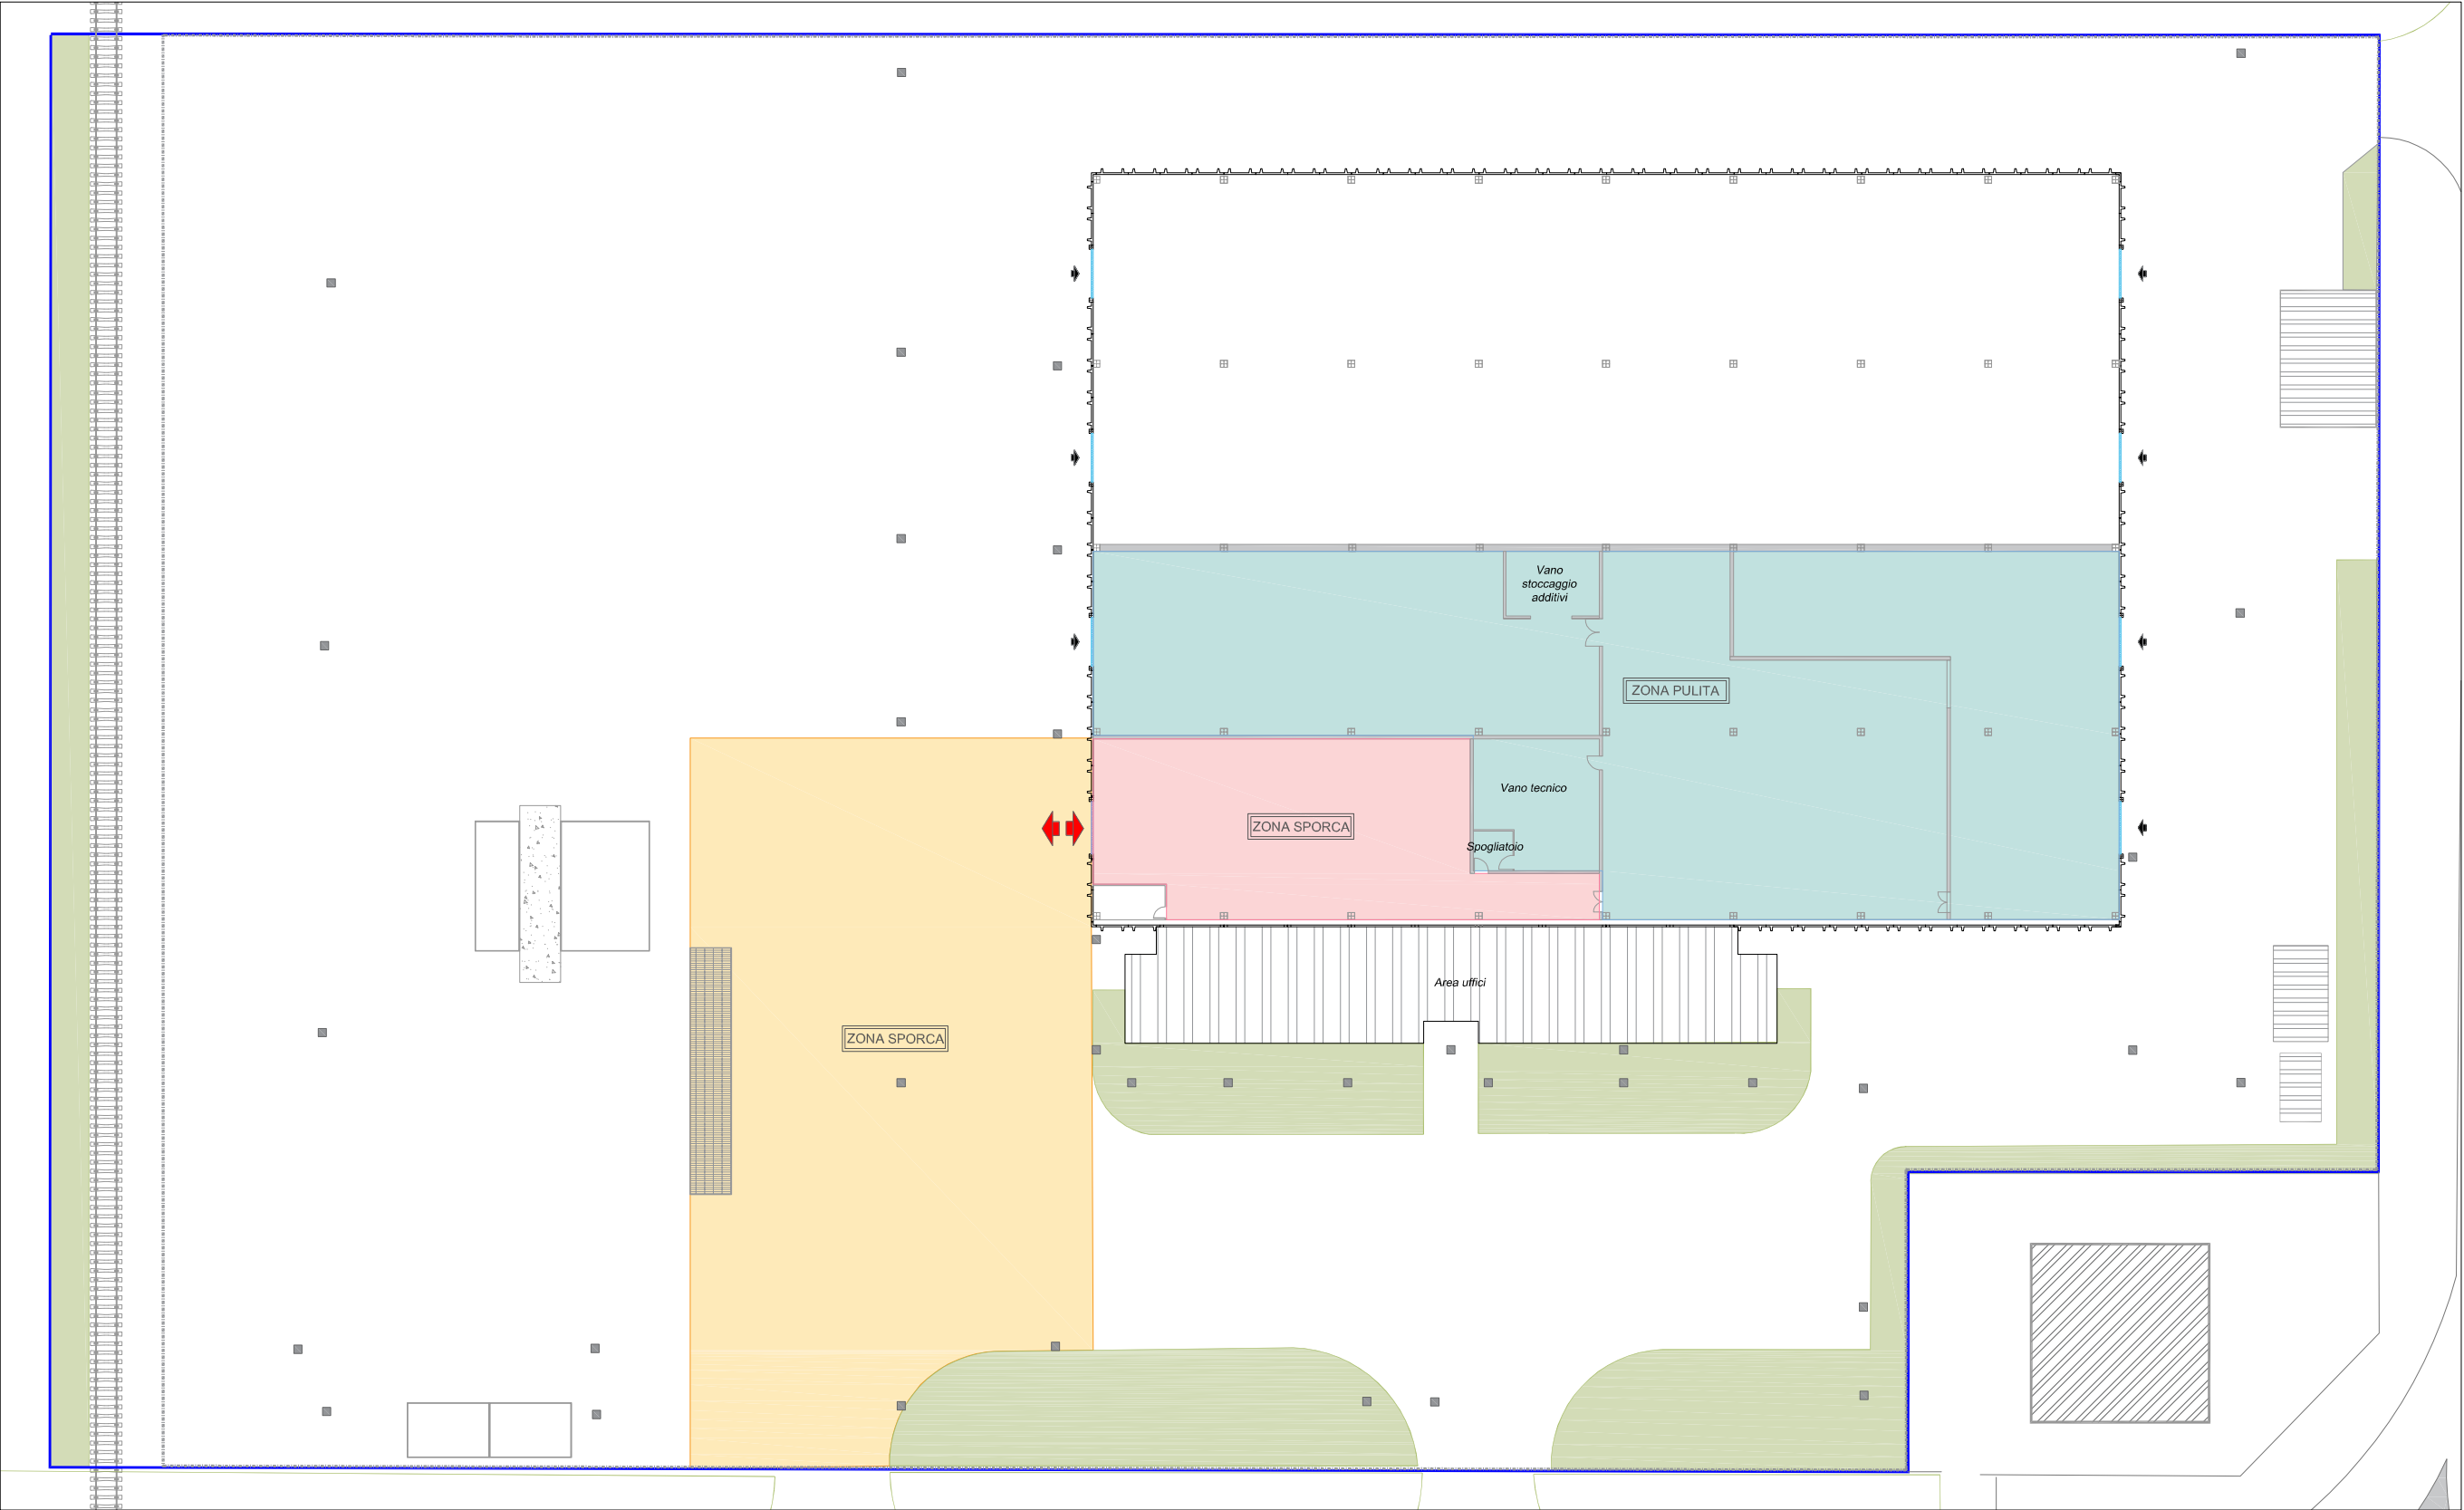 Vano
stoccaggio
additivi
ZONA PULITA
Vano tecnico
ZONA SPORCA
Spogliatoio
Area uffici
ZONA SPORCA